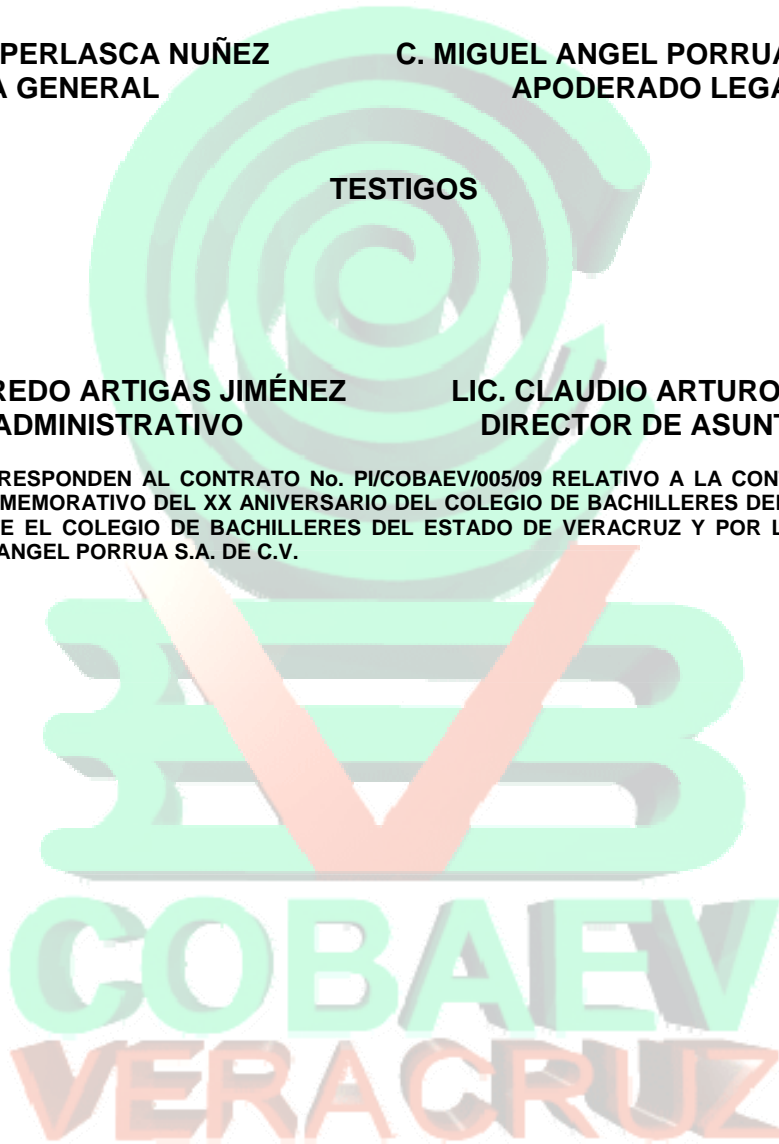 PERLASCA NUÑEZ C. MIGUEL ANGEL PORRUA
A GENERAL APODERADO LEGA
TESTIGOS
REDO ARTIGAS JIMÉNEZ LIC. CLAUDIO ARTURO
ADMINISTRATIVO DIRECTOR DE ASUNT
RESPONDEN AL CONTRATO No. PI/COBAEV/005/09 RELATIVO A LA CON
MEMORATIVO DEL XX ANIVERSARIO DEL COLEGIO DE BACHILLERES DE
E EL COLEGIO DE BACHILLERES DEL ESTADO DE VERACRUZ Y POR L
ANGEL PORRUA S.A. DE C.V.
COBAEV
VERACRUZ